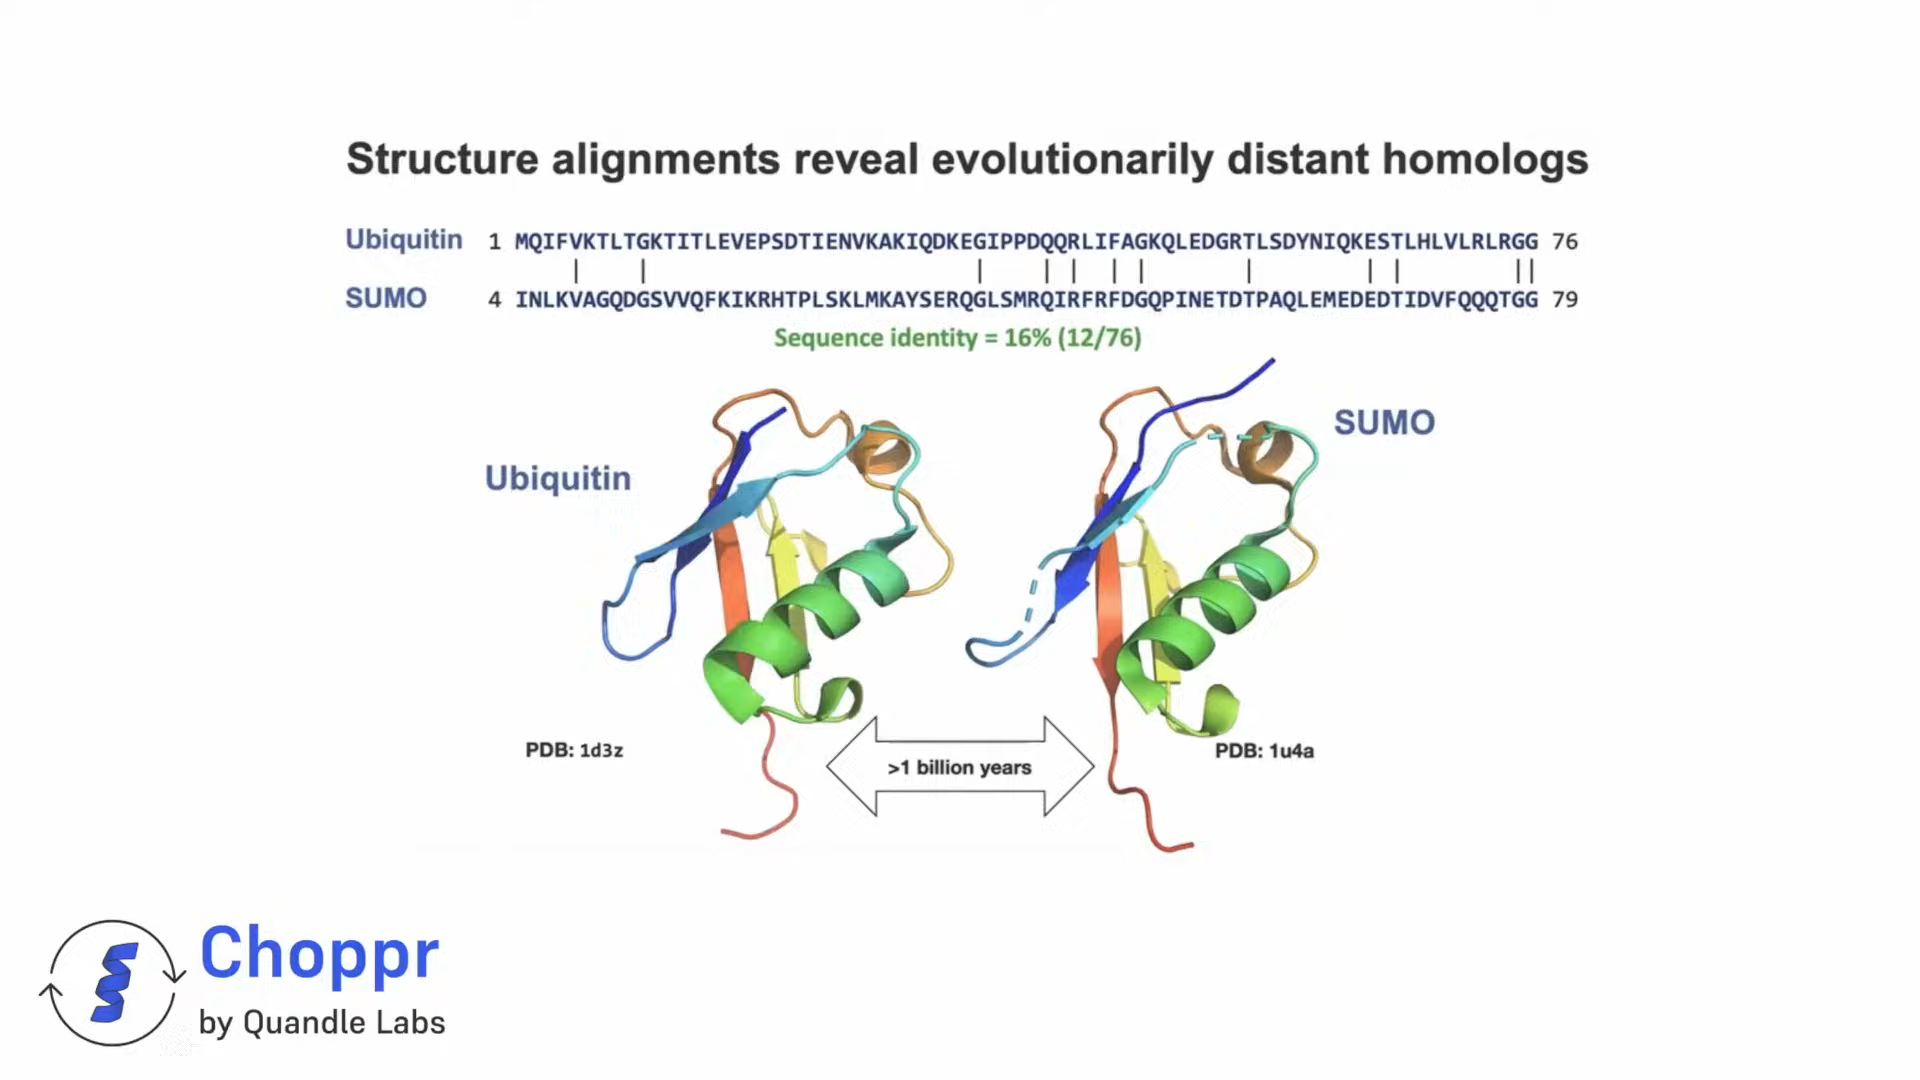 Structure alignments reveal evolutionarily distant homologs
Ubiquitin 1 MQIFVKTLTGKTITLEVEPSDTIENVKAKIQDKEGIPPDQQRLIFAGKQLEDGRTLSDYNIQKESTLHLVLRLRGG 76
SUMO 4 INLKVAGQDGSVVQFKIKRHTPLSKLMKAYSERQGLSMRQIRFRFDGQPINETDTPAQLEMEDEDTIDVFQQQTGG 79
Sequence identity = 16% (12/76)
SUMO
Ubiquitin
PDB: 1d3z
>1 billion years
PDB: 1u4a
Choppr
by Quandle Labs